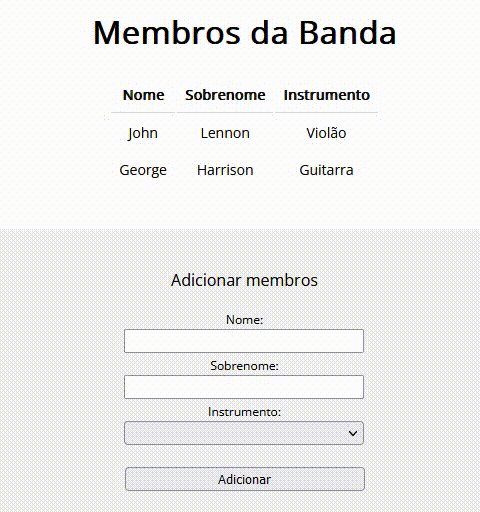 Membros da Banda
Nome Sobrenome Instrumento
John Lennon Violão
George Harrison Guitarra
Adicionar membros
Nome:
Sobrenome:
Instrumento:
Adicionar